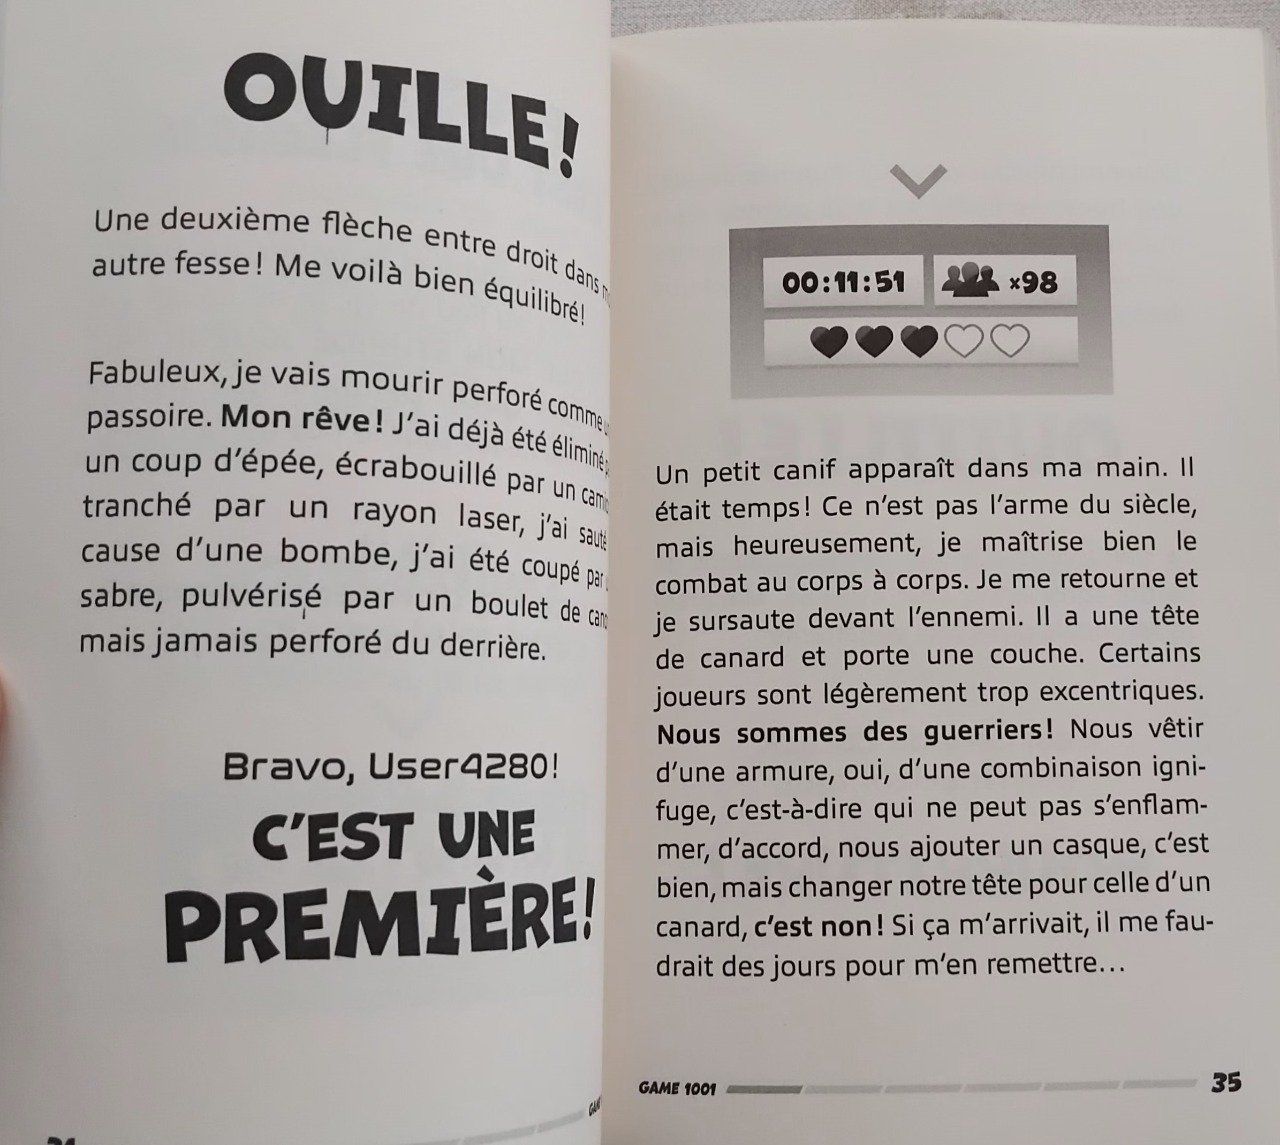 OUILLE!
Une deuxième flèche entre droit dans
autre fesse! Me voilà bien équilibré!
Fabuleux, je vais mourir perforé comme
passoire. Mon rêve! J'ai déjà été éliminé
un coup d'épée, écrabouillé par un
tranché par un rayon laser, j'ai sauté
cause d'une bombe, j'ai été coupé par
sabre, pulvérisé par un boulet de
mais jamais perforé du derrière.
Bravo, User4280!
C'EST UNE
PREMIÈRE!
00:11:51 ×98
Un petit canif apparaît dans ma main. Il
était temps! Ce n'est pas l'arme du siècle,
mais heureusement, je maîtrise bien le
combat au corps à corps. Je me retourne et
je sursaute devant l'ennemi. Il a une tête
de canard et porte une couche. Certains
joueurs sont légèrement trop excentriques.
Nous sommes des guerriers! Nous vêtir
d'une armure, oui, d'une combinaison igni-
fuge, c'est-à-dire qui ne peut pas s'enflam-
mer, d'accord, nous ajouter un casque, c'est
bien, mais changer notre tête pour celle d'un
canard, c'est non! Si ça m'arrivait, il me fau-
drait des jours pour m'en remettre...
GAME 1001 35